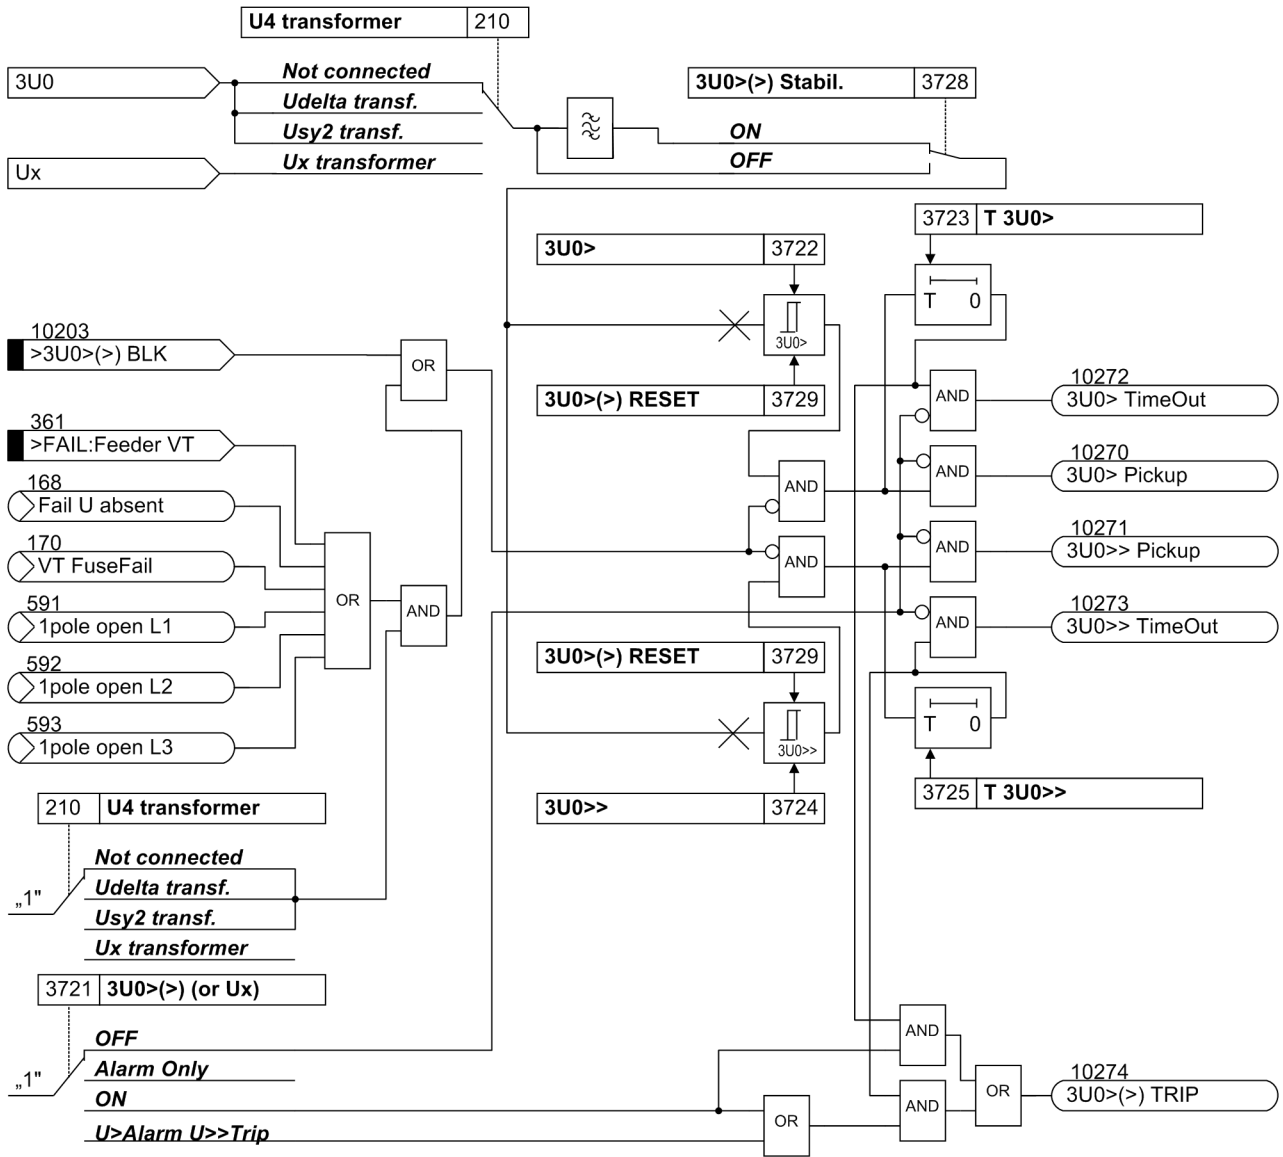 U4 transformer 210
3U0
Not connected
Udelta transf.
Usy2 transf.
Ux
Ux transformer
3U0>(>) Stabil. 3728
ON
OFF
3723 T 3U0>
3U0> 3722
T 0
3U0>
3U0>(>) RESET 3729
10203
>3U0>(>) BLK
OR
361
>FAIL:Feeder VT
168
Fail U absent
170
VT FuseFail
591
1pole open L1
592
1pole open L2
593
1pole open L3
OR
AND
AND
AND
AND
10272
3U0> TimeOut
AND
10270
3U0> Pickup
AND
10271
3U0>> Pickup
AND
10273
3U0>> TimeOut
3U0>(>) RESET 3729
3U0>>
T 0
3U0>> 3724
3725 T 3U0>>
210 U4 transformer
Not connected
Udelta transf.
„1"
Usy2 transf.
Ux transformer
3721 3U0>(>) (or Ux)
OFF
Alarm Only
„1"
ON
U>Alarm U>>Trip
OR
AND
AND
OR
10274
3U0>(>) TRIP